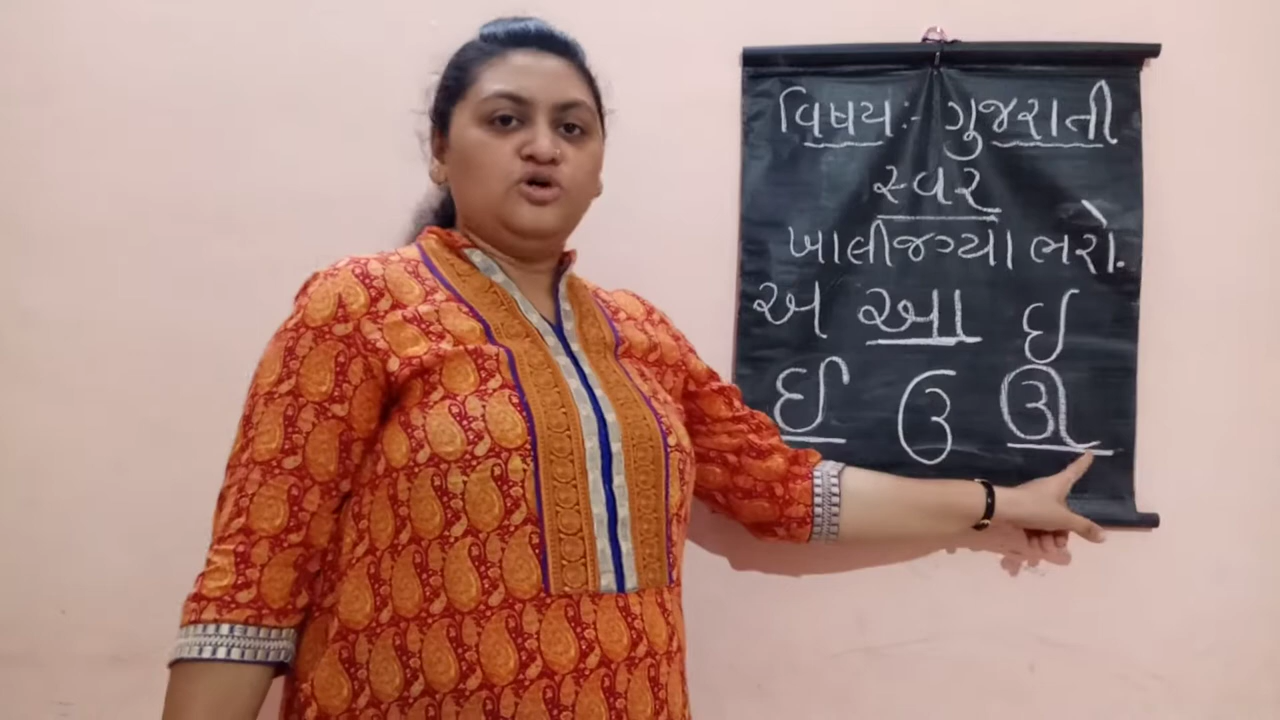 વિષય:- ગુજરાતી
સ્વર
ખાલીજગ્યા ભરો.
અ આ ઇ
ઈ ઉ ઊ